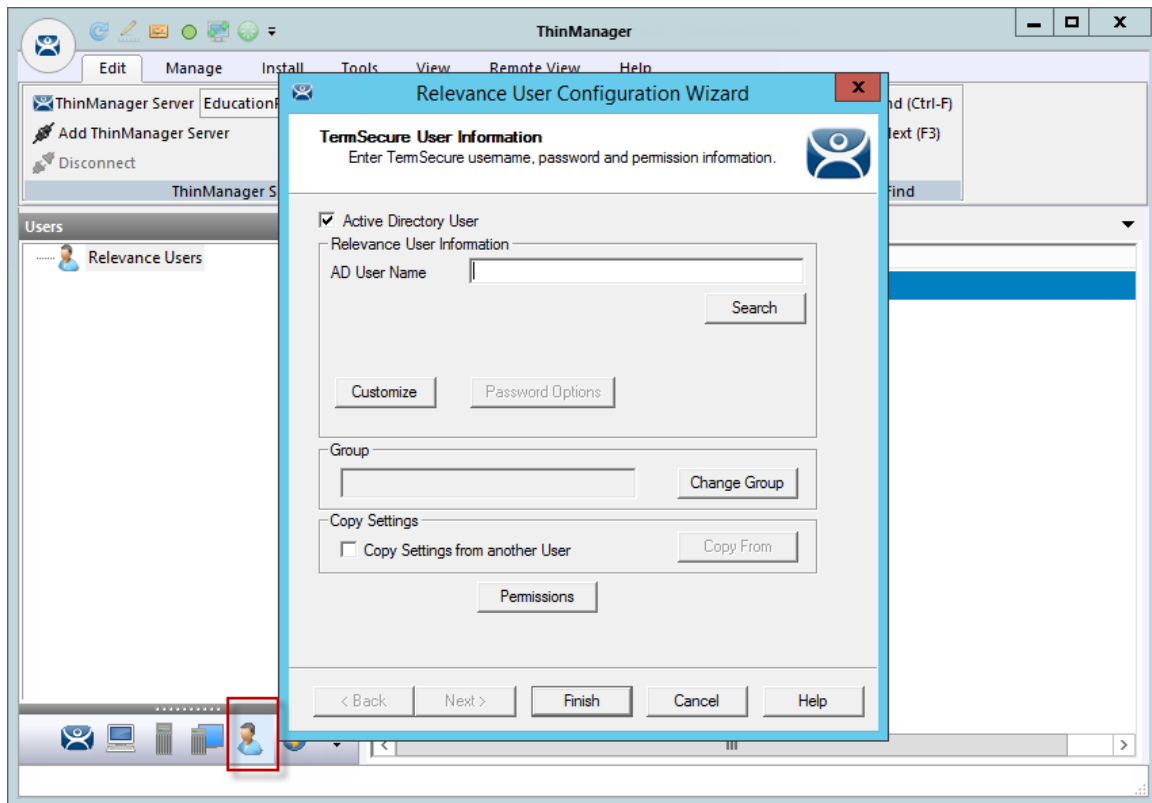 ThinManager
Edit Manage Install Tools View Remote View Help
ThinManager Server
Add ThinManager Server
Disconnect
ThinManager S
(Ctrl-F)
(F3)
Users
Relevance Users
Relevance User Configuration Wizard
X
TermSecure User Information
Enter TermSecure username, password and permission information.
Active Directory User
Relevance User Information
AD User Name
Search
Customize
Password Options
Group
Change Group
Copy Settings
Copy Settings from another User
Copy From
Permissions
< Back
Next >
Finish
Cancel
Help